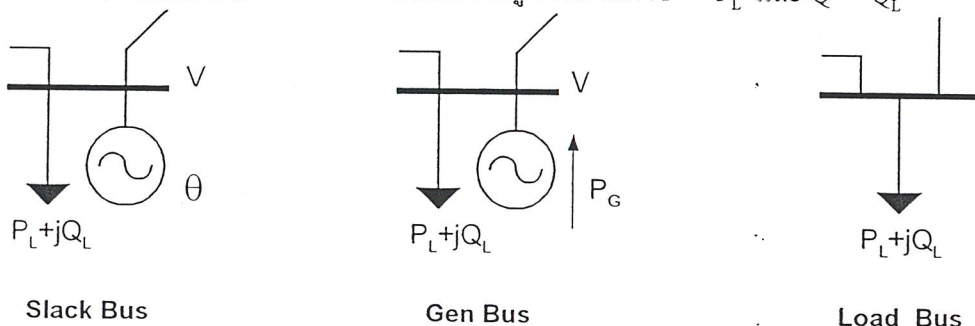 V V
θ P_G
P_L+jQ_L P_L+jQ_L P_L+jQ_L
Slack Bus Gen Bus Load Bus